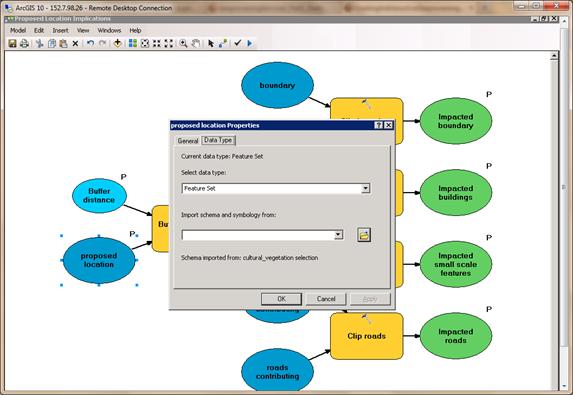 ArcGIS 10 - 152.7.98.26 - Remote Desktop Connection
Proposed Location Implications
Model Edit Insert View Windows Help
boundary
P
Impacted
boundary
proposed location Properties
General Data Type
Current data type: Feature Set
Select data type:
Feature Set
Import schema and symbology from:
Schema imported from: cultural_vegetation selection
OK Cancel Apply
P
Buffer
distance
P
proposed
location
P
Impacted
buildings
P
Impacted
small scale
features
contributing
P
Clip roads
Impacted
roads
roads
contributing